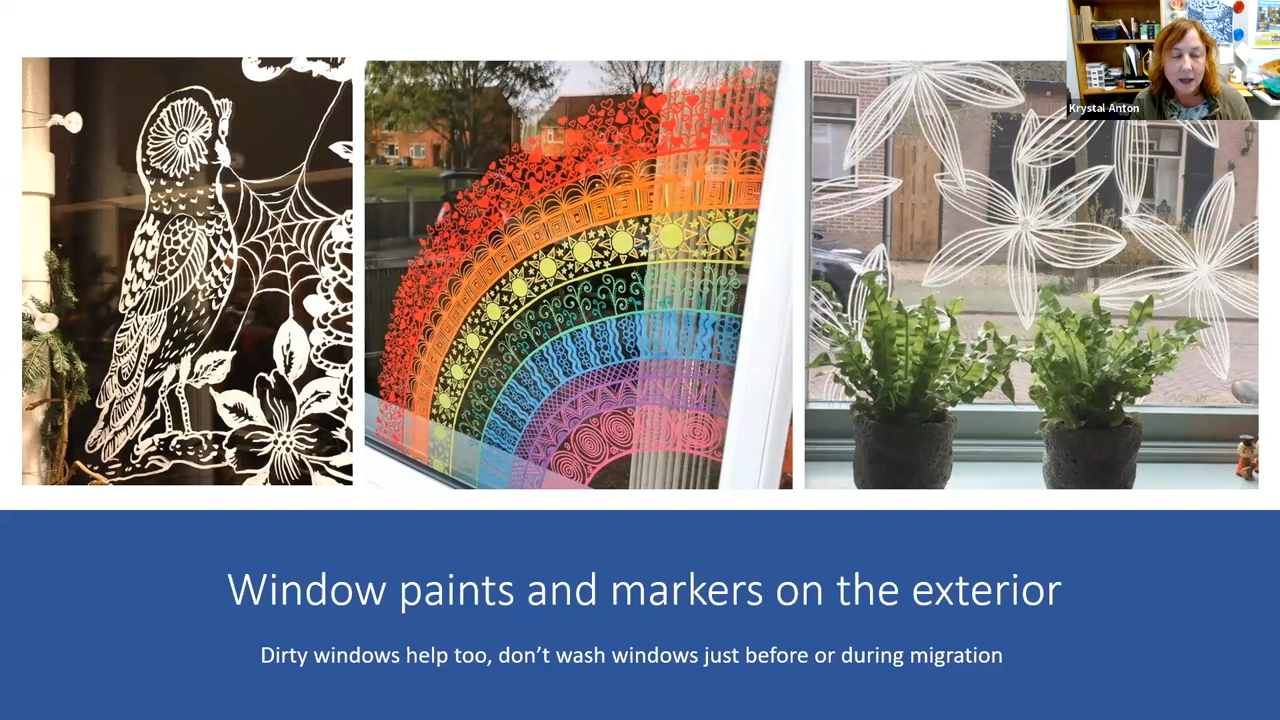 Krystal Anton
Window paints and markers on the exterior
Dirty windows help too, don’t wash windows just before or during migration